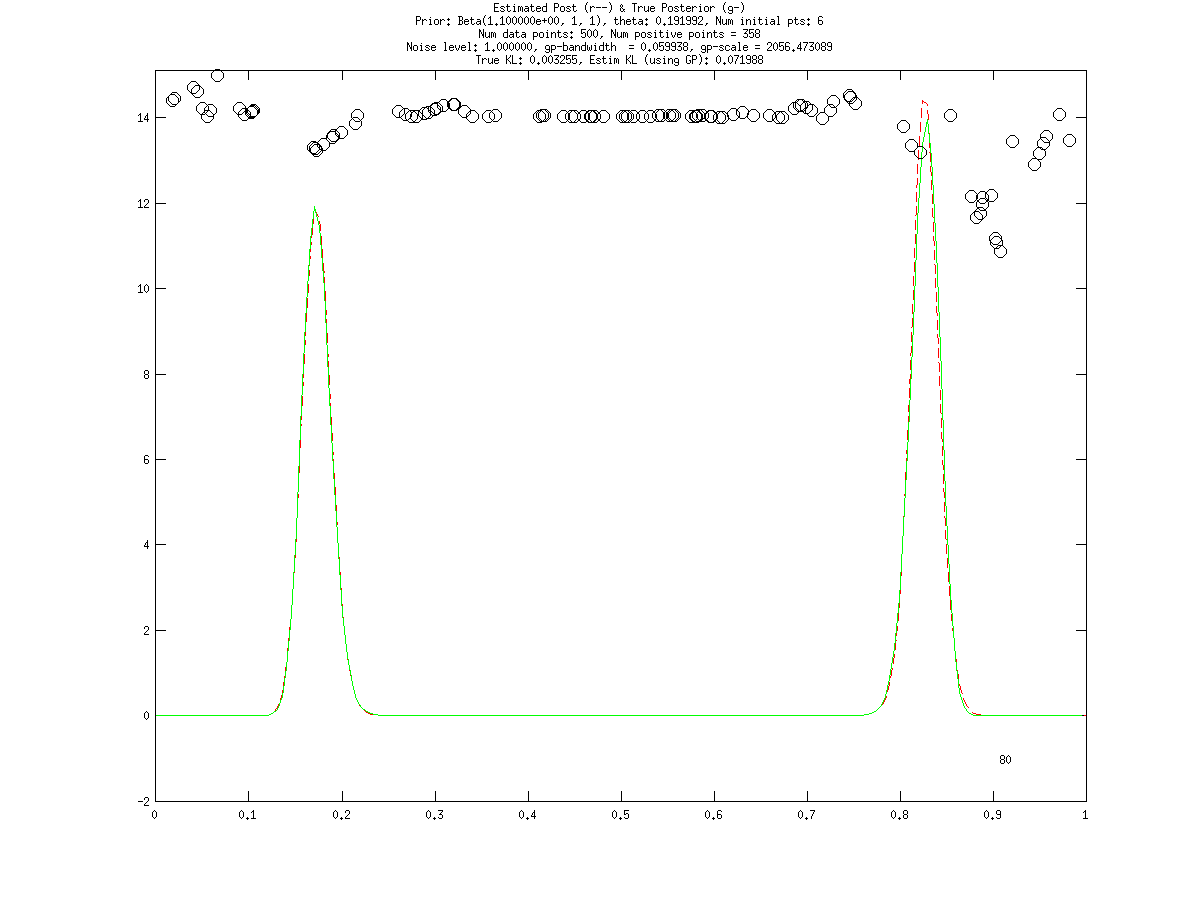 Estimated Post (r--) & True Posterior (g-)
Prior: Beta(1.100000e+00, 1, 1), theta: 0.191992, Num initial pts: 6
Num data points: 500, Num positive points = 358
Noise level: 1.000000, gp-bandwidth = 0.059938, gp-scale = 2056.473089
True KL: 0.003255, Estim KL (using GP): 0.071988
14
12
10
8
6
4
2
0
80
-2
0 0.1 0.2 0.3 0.4 0.5 0.6 0.7 0.8 0.9 1